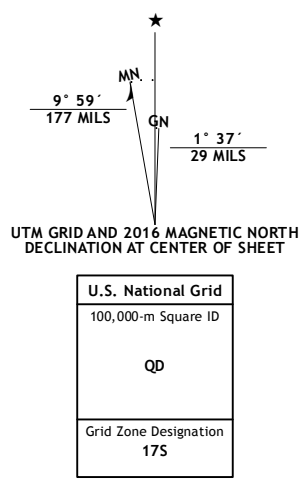 ★
MN
9° 59´
177 MILS
GN
1° 37´
29 MILS
UTM GRID AND 2016 MAGNETIC NORTH
DECLINATION AT CENTER OF SHEET
U.S. National Grid
100,000-m Square ID
QD
Grid Zone Designation
17S